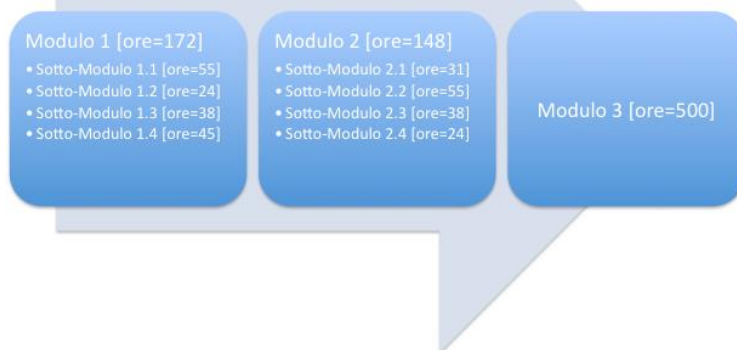 Modulo 1 [ore=172]
• Sotto-Modulo 1.1 [ore=55]
• Sotto-Modulo 1.2 [ore=24]
• Sotto-Modulo 1.3 [ore=38]
• Sotto-Modulo 1.4 [ore=45]
Modulo 2 [ore=148]
• Sotto-Modulo 2.1 [ore=31]
• Sotto-Modulo 2.2 [ore=55]
• Sotto-Modulo 2.3 [ore=38]
• Sotto-Modulo 2.4 [ore=24]
Modulo 3 [ore=500]